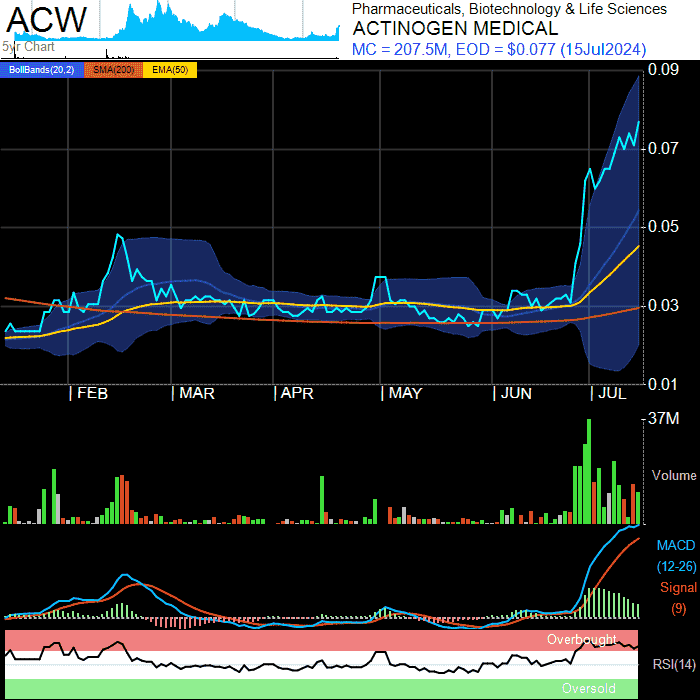 ACW
5yr Chart
Pharmaceuticals, Biotechnology & Life Sciences
ACTINOGEN MEDICAL
MC = 207.5M, EOD = $0.077 (15Jul2024)
BollBands(20,2) SMA(200) EMA(50)
0.09
0.07
0.05
0.03
0.01
FEB MAR APR MAY JUN JUL
37M
Volume
MACD
(12-26)
Signal
(9)
Overbought
RSI(14)
Oversold